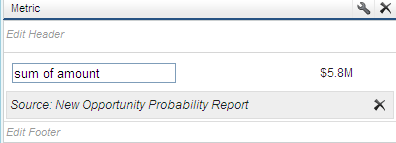 Metric
Edit Header
sum of amount $5.8M
Source: New Opportunity Probability Report
Edit Footer